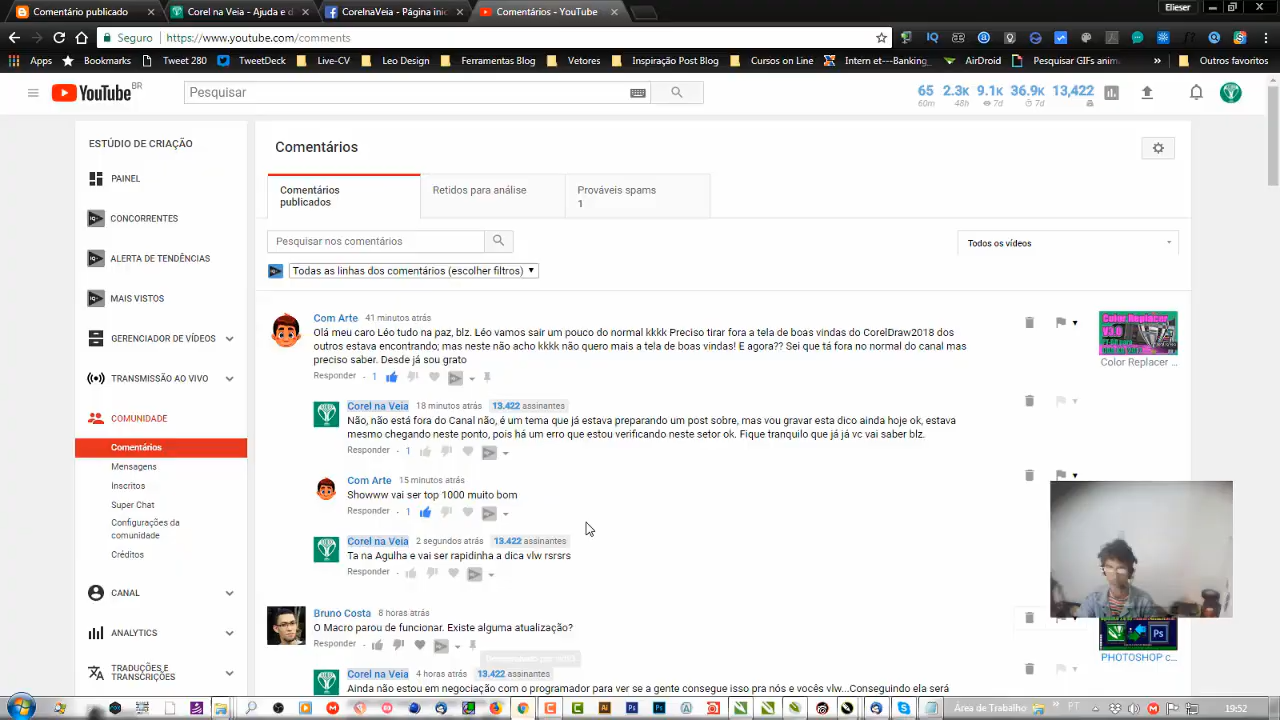 Comentário publicado
Corel na Veia - Ajuda e d
CorelnaVeia - Página inic
Comentários - YouTube
Elieser
Seguro
https://www.youtube.com/comments
Apps
Bookmarks
Tweet 280
TweetDeck
Live-CV
Leo Design
Ferramentas Blog
Vetores
Inspiração Post Blog
Cursos on Line
Intern et---Banking
AirDroid
Pesquisar GIFs anim.
»
Outros favoritos
YouTube BR
Pesquisar
65 2.3K 9.1K 36.9K 13,422
60m 48h 7d 7d
ESTÚDIO DE CRIAÇÃO
PAINEL
CONCORRENTES
ALERTA DE TENDÊNCIAS
MAIS VISTOS
GERENCIADOR DE VÍDEOS
TRANSMISSÃO AO VIVO
COMUNIDADE
Comentários
Mensagens
Inscritos
Super Chat
Configurações da
comunidade
Créditos
CANAL
ANALYTICS
TRADUÇÕES E
TRANSCRIÇÕES
Comentários
Comentários
publicados
Retidos para análise
Prováveis spams
1
Pesquisar nos comentários
Todos os vídeos
Todas as linhas dos comentários (escolher filtros)
Com Arte 41 minutos atrás
Olá meu caro Léo tudo na paz blz. Léo vamos sair um pouco do normal kkkk Preciso tirar fora a tela de boas vindas do CorelDraw2018 dos
outros estava encontrando, mas neste não acho kkkk não quero mais a tela de boas vindas! E agora?? Sei que tá fora no normal do canal mas
preciso saber. Desde já sou grato
Responder - 1
Color Replacer
V3.0
Color Replacer ...
Corel na Veia 18 minutos atrás 13.422 assinantes
Não, não está fora do Canal não, é um tema que já estava preparando um post sobre, mas vou gravar esta dico ainda hoje ok, estava
mesmo chegando neste ponto, pois há um erro que estou verificando neste setor ok. Fique tranquilo que já já vc vai saber blz.
Responder - 1
Com Arte 15 minutos atrás
Showww vai ser top 1000 muito bom
Responder - 1
Corel na Veia 2 segundos atrás 13.422 assinantes
Ta na Agulha e vai ser rapidinha a dica vlw rsrsrs
Responder
Bruno Costa 8 horas atrás
O Macro parou de funcionar. Existe alguma atualização?
Responder
Ps
PHOTOSHOP c...
Corel na Veia 4 horas atrás 13.422 assinantes
Ainda não estou em negociação com o programador para ver se a gente consegue isso pra nós e vocês vlw...Conseguindo ela será
Área de Trabalho
»
PT
19:52